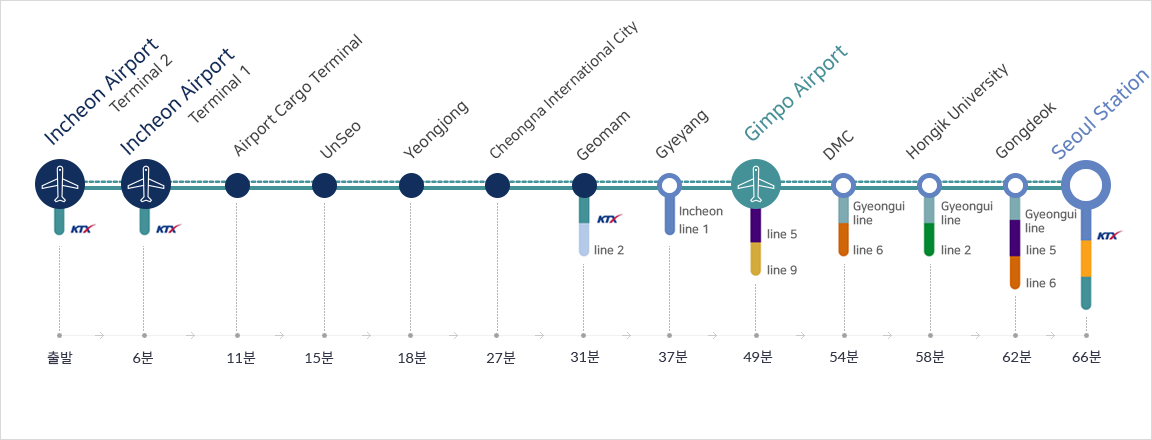 Incheon Airport
Terminal 2
Incheon Airport
Terminal 1
Airport Cargo Terminal
UnSeo
Yeongjong
Cheongna International City
Geomam
Gyeyang
Gimpo Airport
DMC
Hongik University
Gongdeok
Seoul Station
KTX
KTX
KTX
line 2
Incheon
line 1
line 5
line 9
Gyeongui
line
line 6
Gyeongui
line
line 2
Gyeongui
line
line 5
line 6
KTX
출발
6분
11분
15분
18분
27분
31분
37분
49분
54분
58분
62분
66분